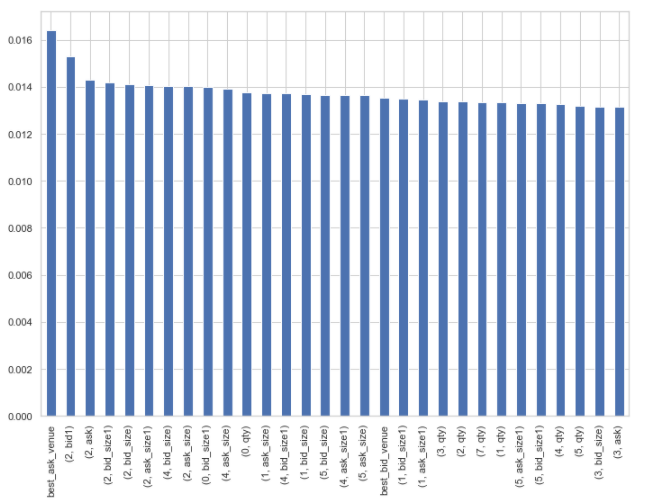 0.016
0.014
0.012
0.010
0.008
0.006
0.004
0.002
0.000
best_ask_venue
(2, bid1)
(2, ask)
(2, bid_size1)
(2, bid_size)
(2, ask_size1)
(4, bid_size)
(2, ask_size)
(0, bid_size1)
(4, ask_size)
(0, qty)
(1, ask_size)
(4, bid_size1)
(1, bid_size)
(5, bid_size)
(4, ask_size1)
(5, ask_size)
best_bid_venue
(1, bid_size1)
(1, ask_size1)
(3, qty)
(2, qty)
(7, qty)
(1, qty)
(5, ask_size1)
(5, bid_size1)
(4, qty)
(5, qty)
(3, bid_size)
(3, ask)